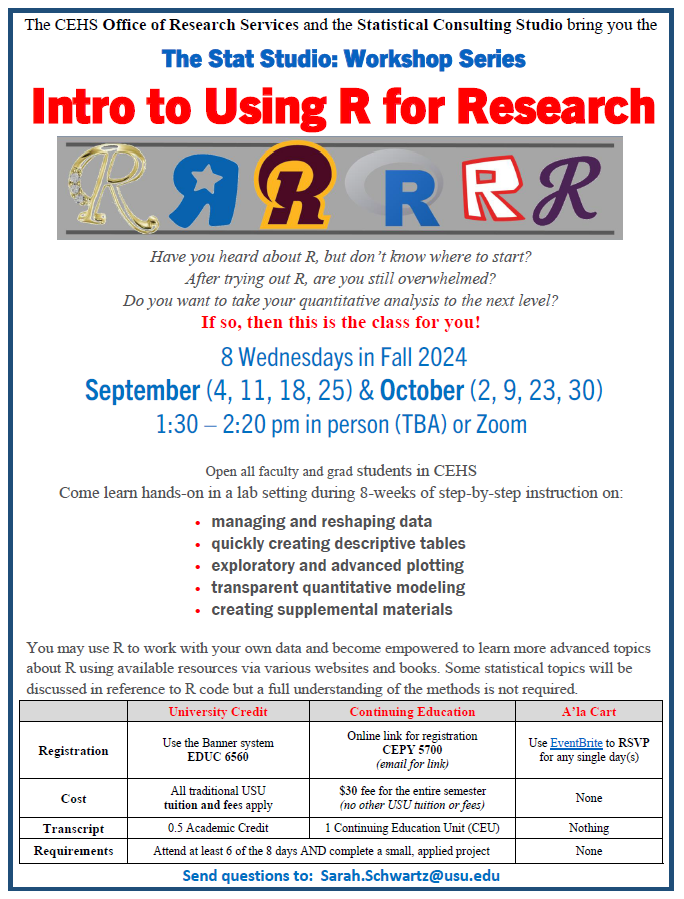 The CEHS Office of Research Services and the Statistical Consulting Studio bring you the
The Stat Studio: Workshop Series
Intro to Using R for Research
R R R R R R
Have you heard about R, but don't know where to start?
After trying out R, are you still overwhelmed?
Do you want to take your quantitative analysis to the next level?
If so, then this is the class for you!
8 Wednesdays in Fall 2024
September (4, 11, 18, 25) & October (2, 9, 23, 30)
1:30 – 2:20 pm in person (TBA) or Zoom
Open all faculty and grad students in CEHS
Come learn hands-on in a lab setting during 8-weeks of step-by-step instruction on:
• managing and reshaping data
• quickly creating descriptive tables
• exploratory and advanced plotting
• transparent quantitative modeling
• creating supplemental materials
You may use R to work with your own data and become empowered to learn more advanced topics
about R using available resources via various websites and books. Some statistical topics will be
discussed in reference to R code but a full understanding of the methods is not required.
University Credit Continuing Education A'la Cart
Registration
Use the Banner system
EDUC 6560
Online link for registration
CEPY 5700
(email for link)
Use EventBrite to RSVP
for any single day(s)
Cost
All traditional USU
tuition and fees apply
$30 fee for the entire semester
(no other USU tuition or fees)
None
Transcript 0.5 Academic Credit 1 Continuing Education Unit (CEU) Nothing
Requirements Attend at least 6 of the 8 days AND complete a small, applied project None
Send questions to: Sarah.Schwartz@usu.edu